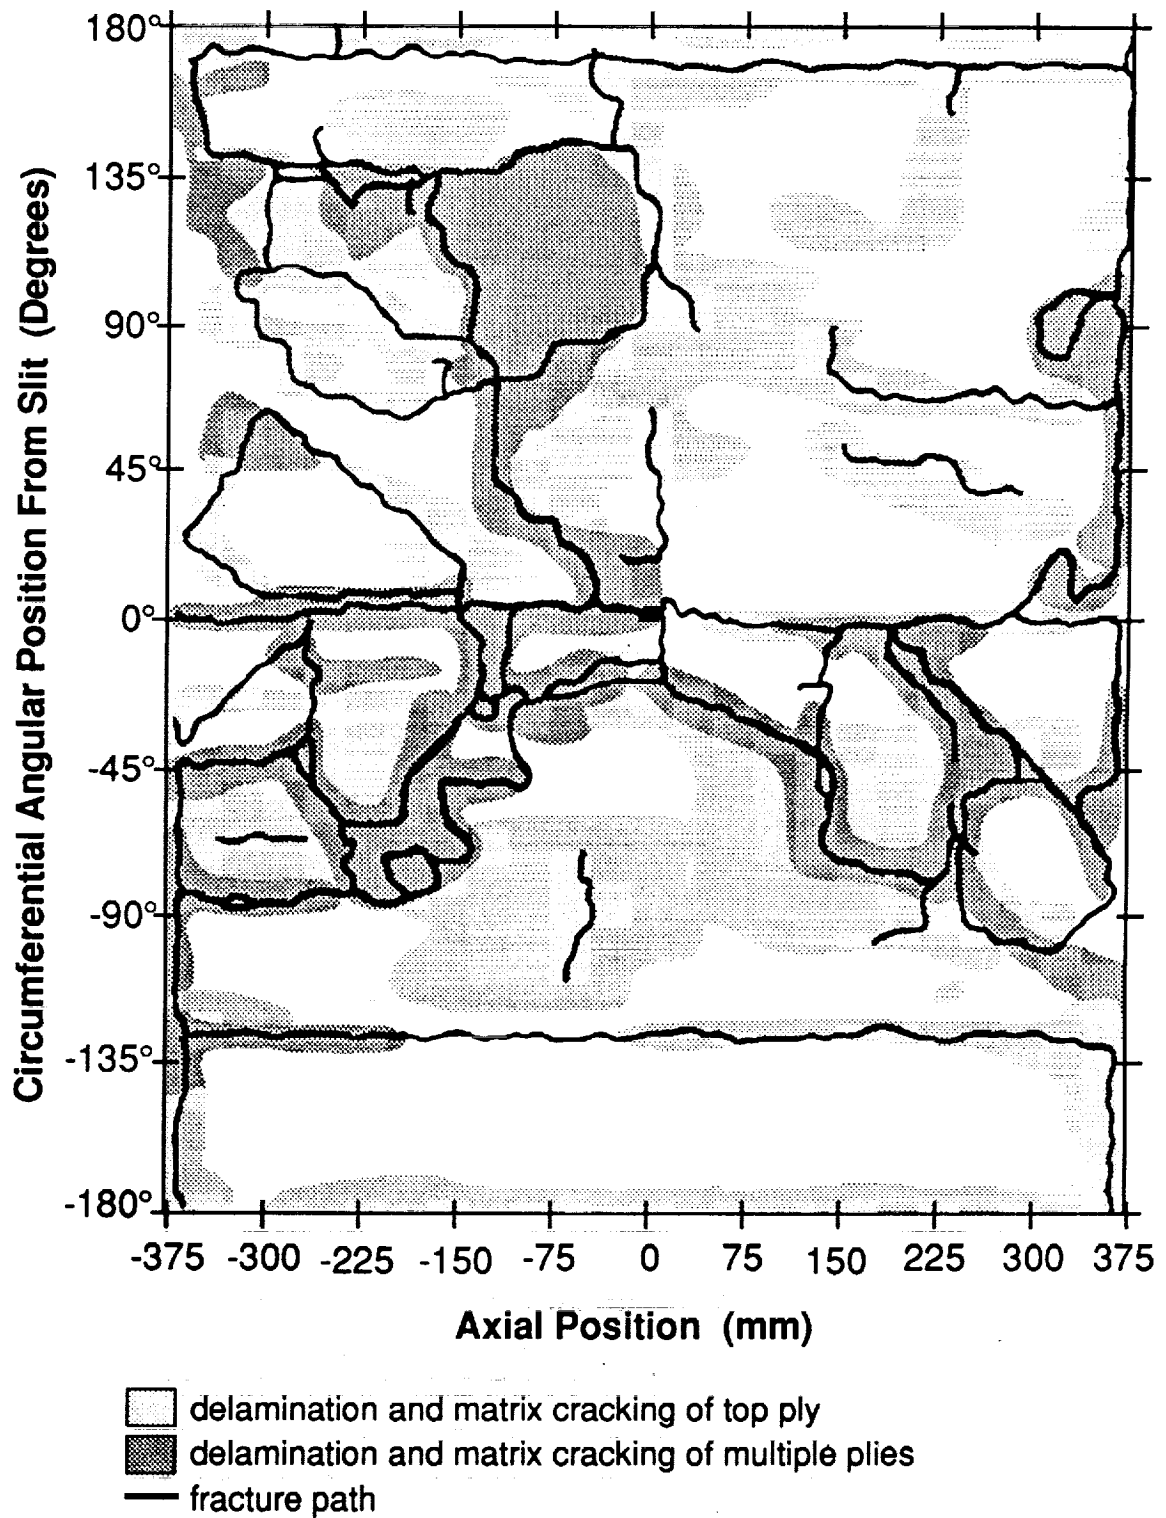 Circumferential Angular Position From Slit (Degrees)
180°
135°
90°
45°
0°
-45°
-90°
-135°
-180°
-375 -300 -225 -150 -75 0 75 150 225 300 375
Axial Position (mm)
delamination and matrix cracking of top ply
delamination and matrix cracking of multiple plies
fracture path